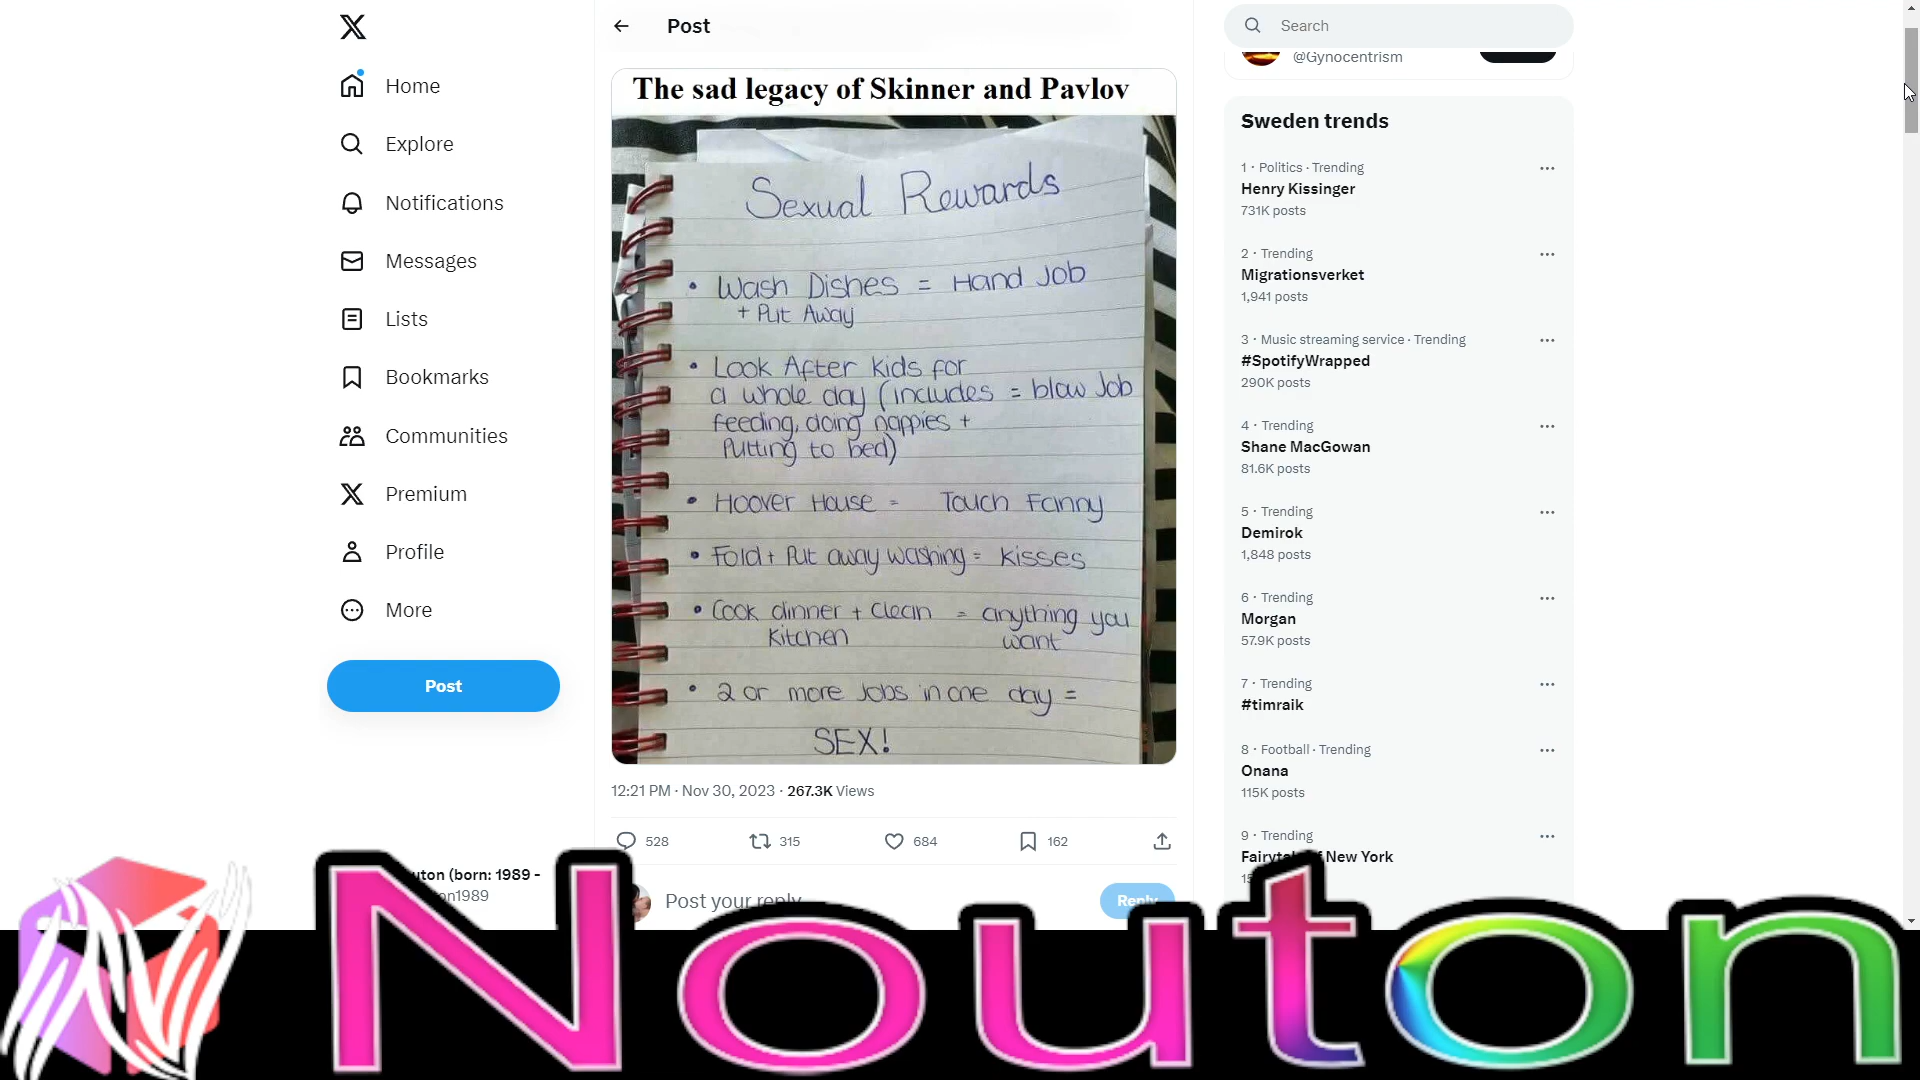 Home
Explore
Notifications
Messages
Lists
Bookmarks
Communities
Premium
Profile
More
Post
uton (born: 1989 -
on1989
Post
The sad legacy of Skinner and Pavlov
Sexual Rewards
• Wash Dishes = Hand Job
+ Put Away
• Look After Kids for
a whole day (includes = blow Job
feeding, doing nappies +
Putting to bed)
• Hoover House = Touch Fanny
• Fold + Put away washing = kisses
• Cook dinner + Clean = anything you
Kitchen want
• 2 or more Jobs in one day =
SEX!
12:21 PM · Nov 30, 2023 · 267.3K Views
528 315 684 162
Post your reply
Reply
Search
@Gynocentrism
Sweden trends
1 · Politics · Trending
Henry Kissinger
731K posts
2 · Trending
Migrationsverket
1,941 posts
3 · Music streaming service · Trending
#SpotifyWrapped
290K posts
4 · Trending
Shane MacGowan
81.6K posts
5 · Trending
Demirok
1,848 posts
6 · Trending
Morgan
57.9K posts
7 · Trending
#timraik
8 · Football · Trending
Onana
115K posts
9 · Trending
Fairyt of New York
Nouton